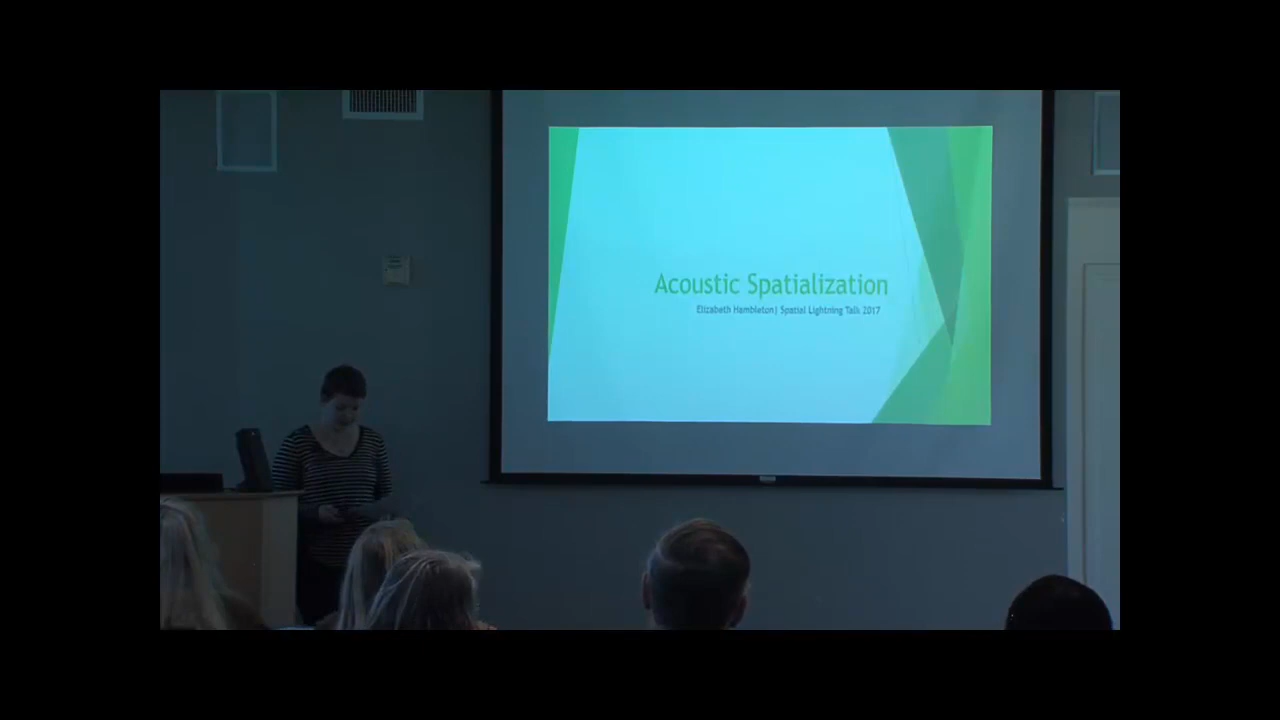 Acoustic Spatialization
Elizabeth Hambleton| Spatial Lightning Talk 2017